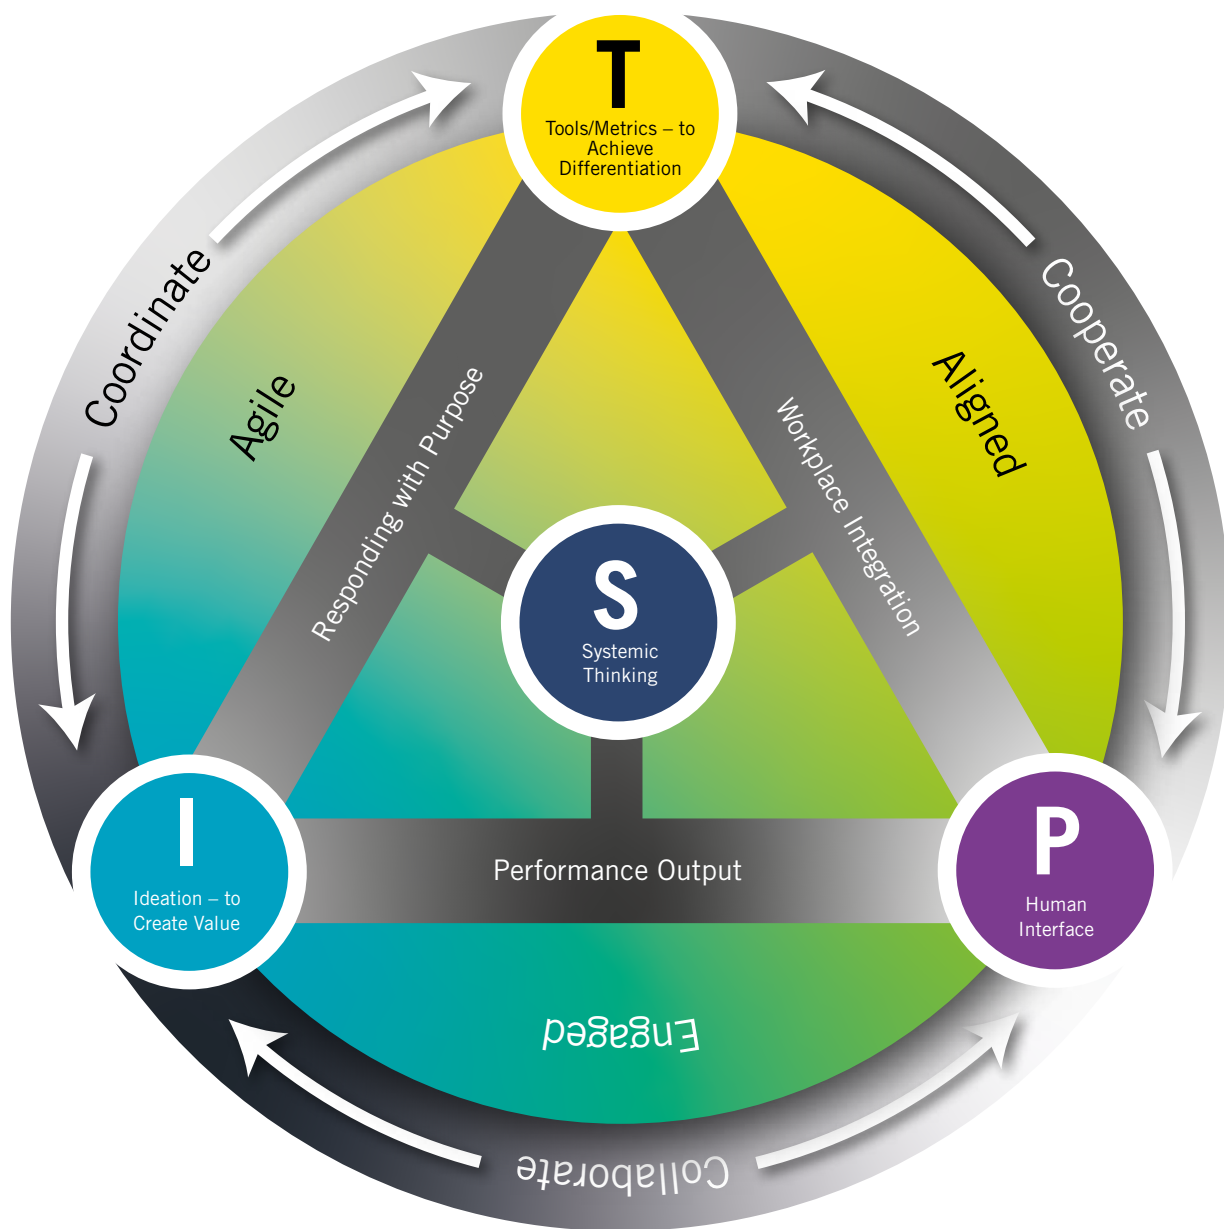 T
Tools/Metrics – to
Achieve
Differentiation
Coordinate
Cooperate
Agile
Aligned
Responding with Purpose
Workplace Integration
S
Systemic
Thinking
I
Ideation – to
Create Value
Performance Output
P
Human
Interface
Engaged
Collaborate